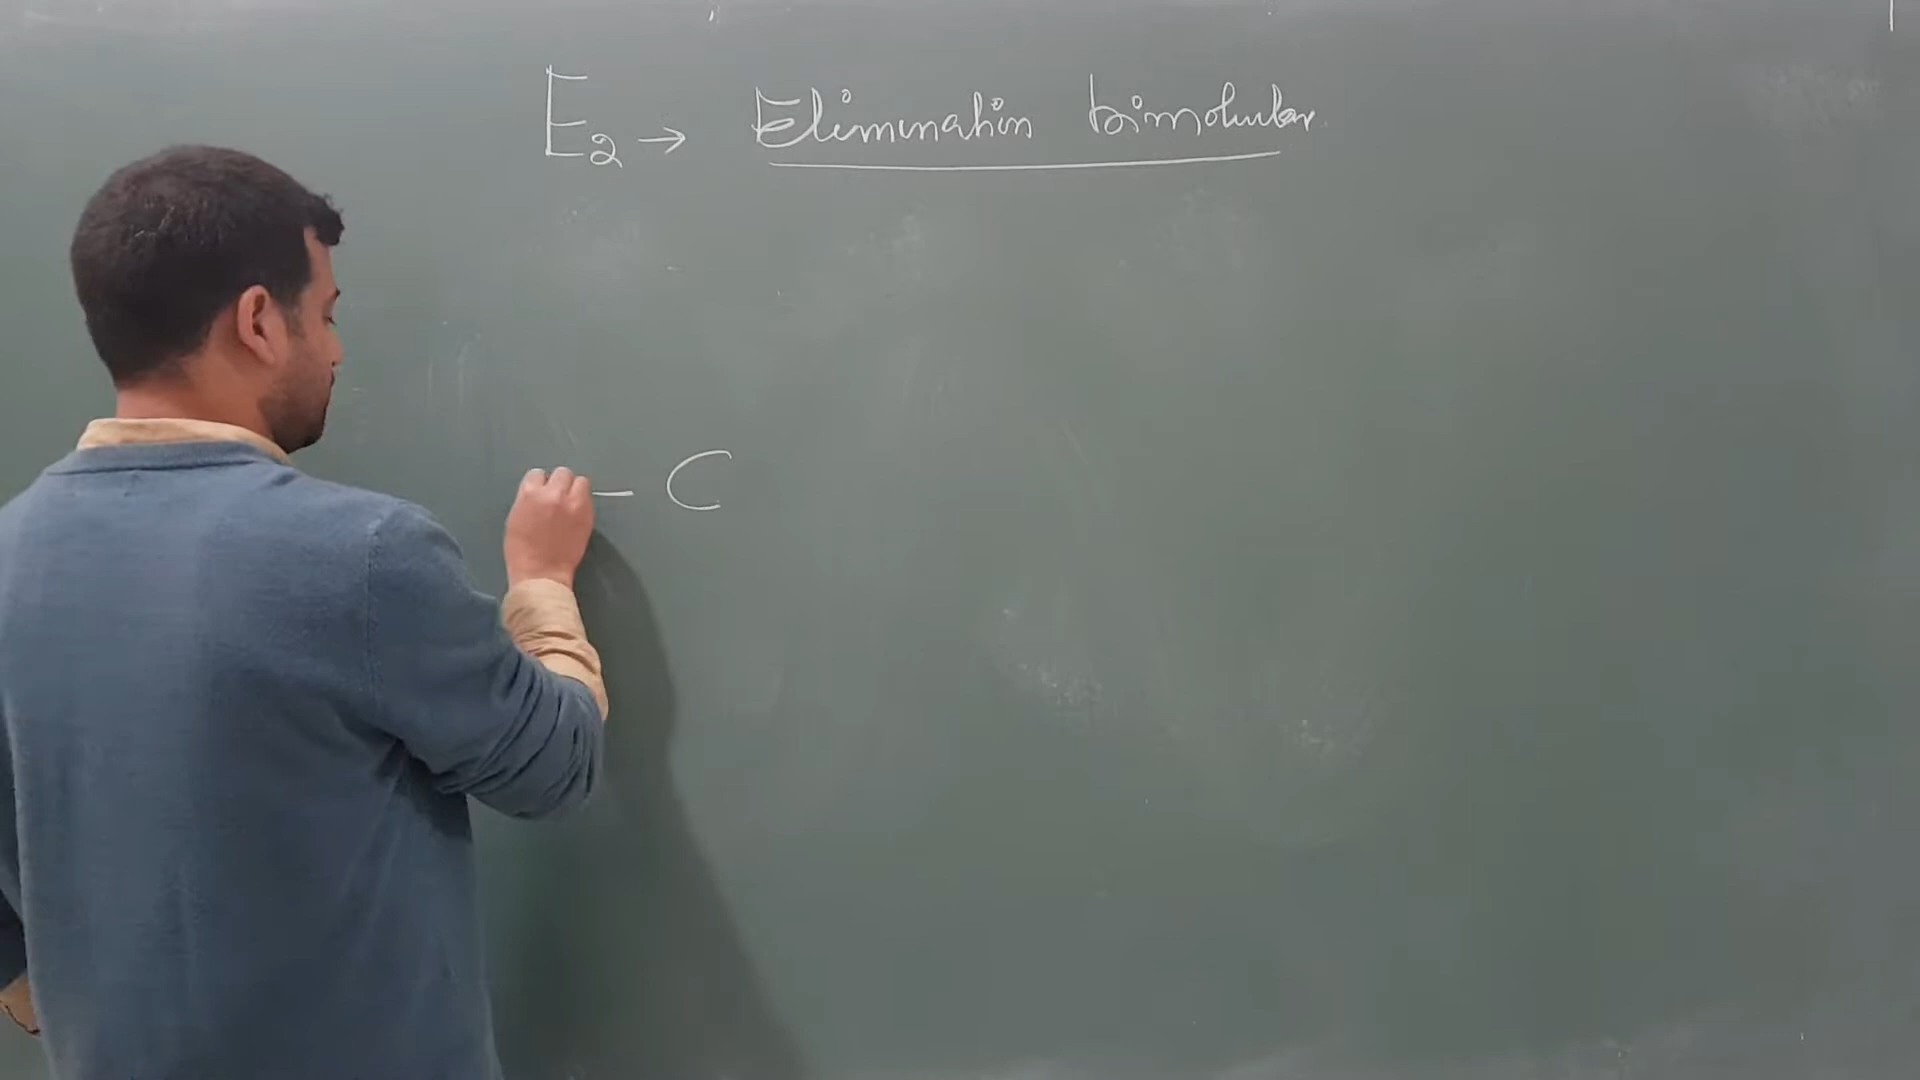 E₂ → Elimination bimolecular
– C